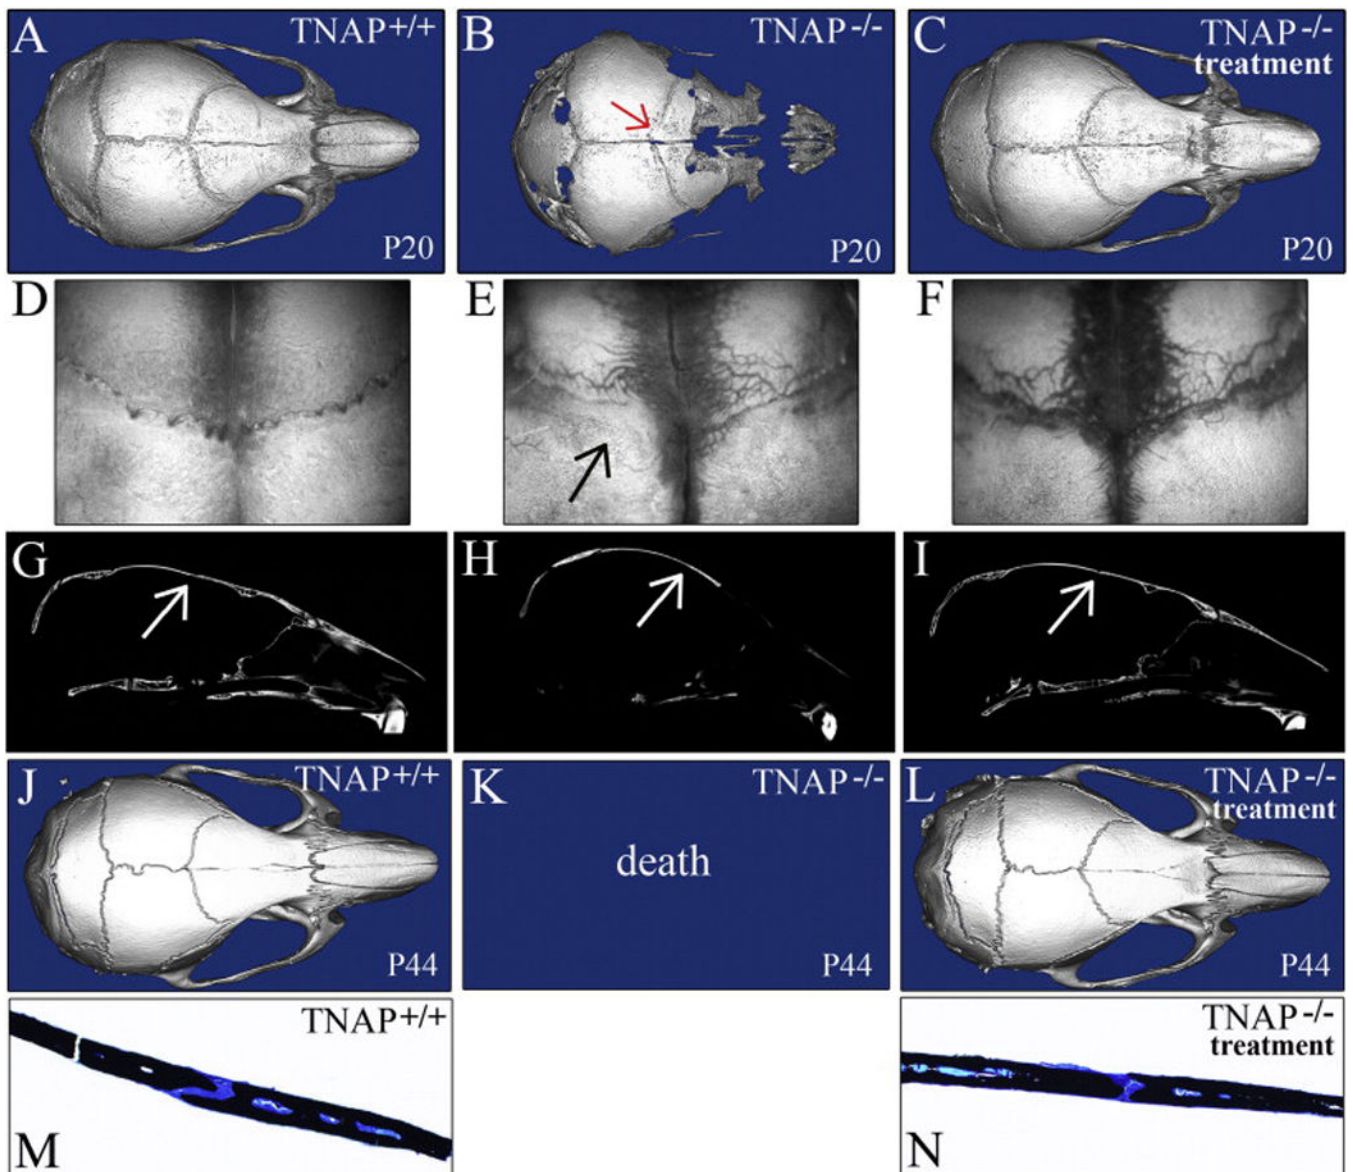 A TNAP+/+
P20
B TNAP-/-
P20
C TNAP-/-
treatment
P20
D
E
F
G
H
I
J TNAP+/+
P44
K TNAP-/-
death
P44
L TNAP-/-
treatment
P44
TNAP+/+
M
TNAP-/-
treatment
N